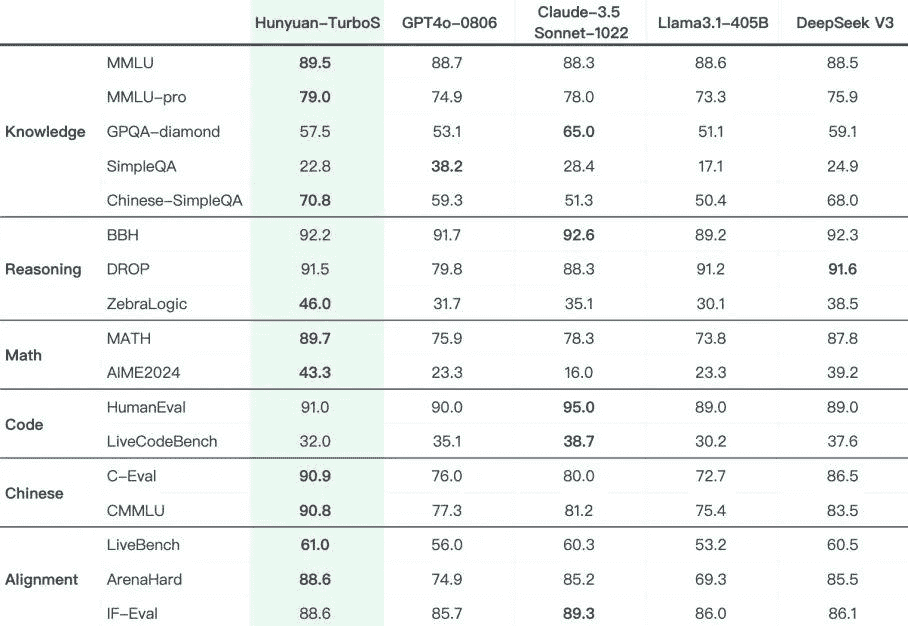 Hunyuan-TurboS GPT4o-0806 Claude-3.5 Sonnet-1022 Llama3.1-405B DeepSeek V3
Knowledge
MMLU 89.5 88.7 88.3 88.6 88.5
MMLU-pro 79.0 74.9 78.0 73.3 75.9
GPQA-diamond 57.5 53.1 65.0 51.1 59.1
SimpleQA 22.8 38.2 28.4 17.1 24.9
Chinese-SimpleQA 70.8 59.3 51.3 50.4 68.0
Reasoning
BBH 92.2 91.7 92.6 89.2 92.3
DROP 91.5 79.8 88.3 91.2 91.6
ZebraLogic 46.0 31.7 35.1 30.1 38.5
Math
MATH 89.7 75.9 78.3 73.8 87.8
AIME2024 43.3 23.3 16.0 23.3 39.2
Code
HumanEval 91.0 90.0 95.0 89.0 89.0
LiveCodeBench 32.0 35.1 38.7 30.2 37.6
Chinese
C-Eval 90.9 76.0 80.0 72.7 86.5
CMMLU 90.8 77.3 81.2 75.4 83.5
Alignment
LiveBench 61.0 56.0 60.3 53.2 60.5
ArenaHard 88.6 74.9 85.2 69.3 85.5
IF-Eval 88.6 85.7 89.3 86.0 86.1